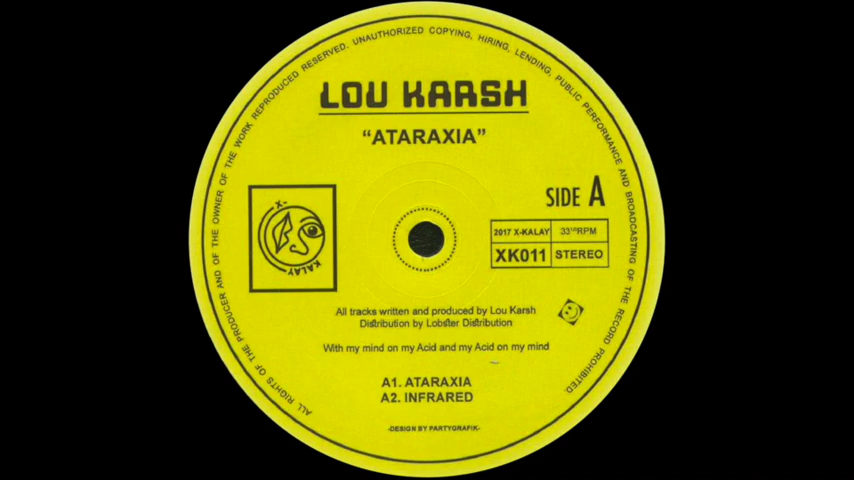 ALL RIGHTS OF THE PRODUCER AND OF THE OWNER OF THE WORK REPRODUCED RESERVED. UNAUTHORIZED COPYING, HIRING, LENDING, PUBLIC PERFORMANCE AND BROADCASTING OF THE RECORD PROHIBITED.
LOU KARSH
“ATARAXIA”
SIDE A
X-KALAY
2017 X-KALAY
33⅓RPM
XK011
STEREO
All tracks written and produced by Lou Karsh
Distribution by Lobster Distribution
With my mind on my Acid and my Acid on my mind
A1. ATARAXIA
A2. INFRARED
-DESIGN BY PARTYGRAFIK-